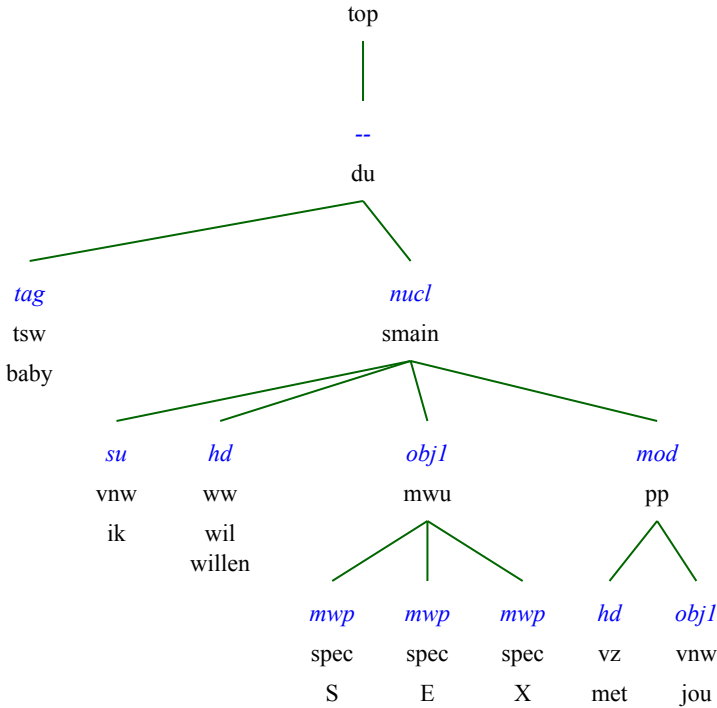 top
--
du
tag nucl
tsw smain
baby
su hd obj1 mod
vnw ww mwu pp
ik wil
willen
mwp mwp mwp hd obj1
spec spec spec vz vnw
S E X met jou